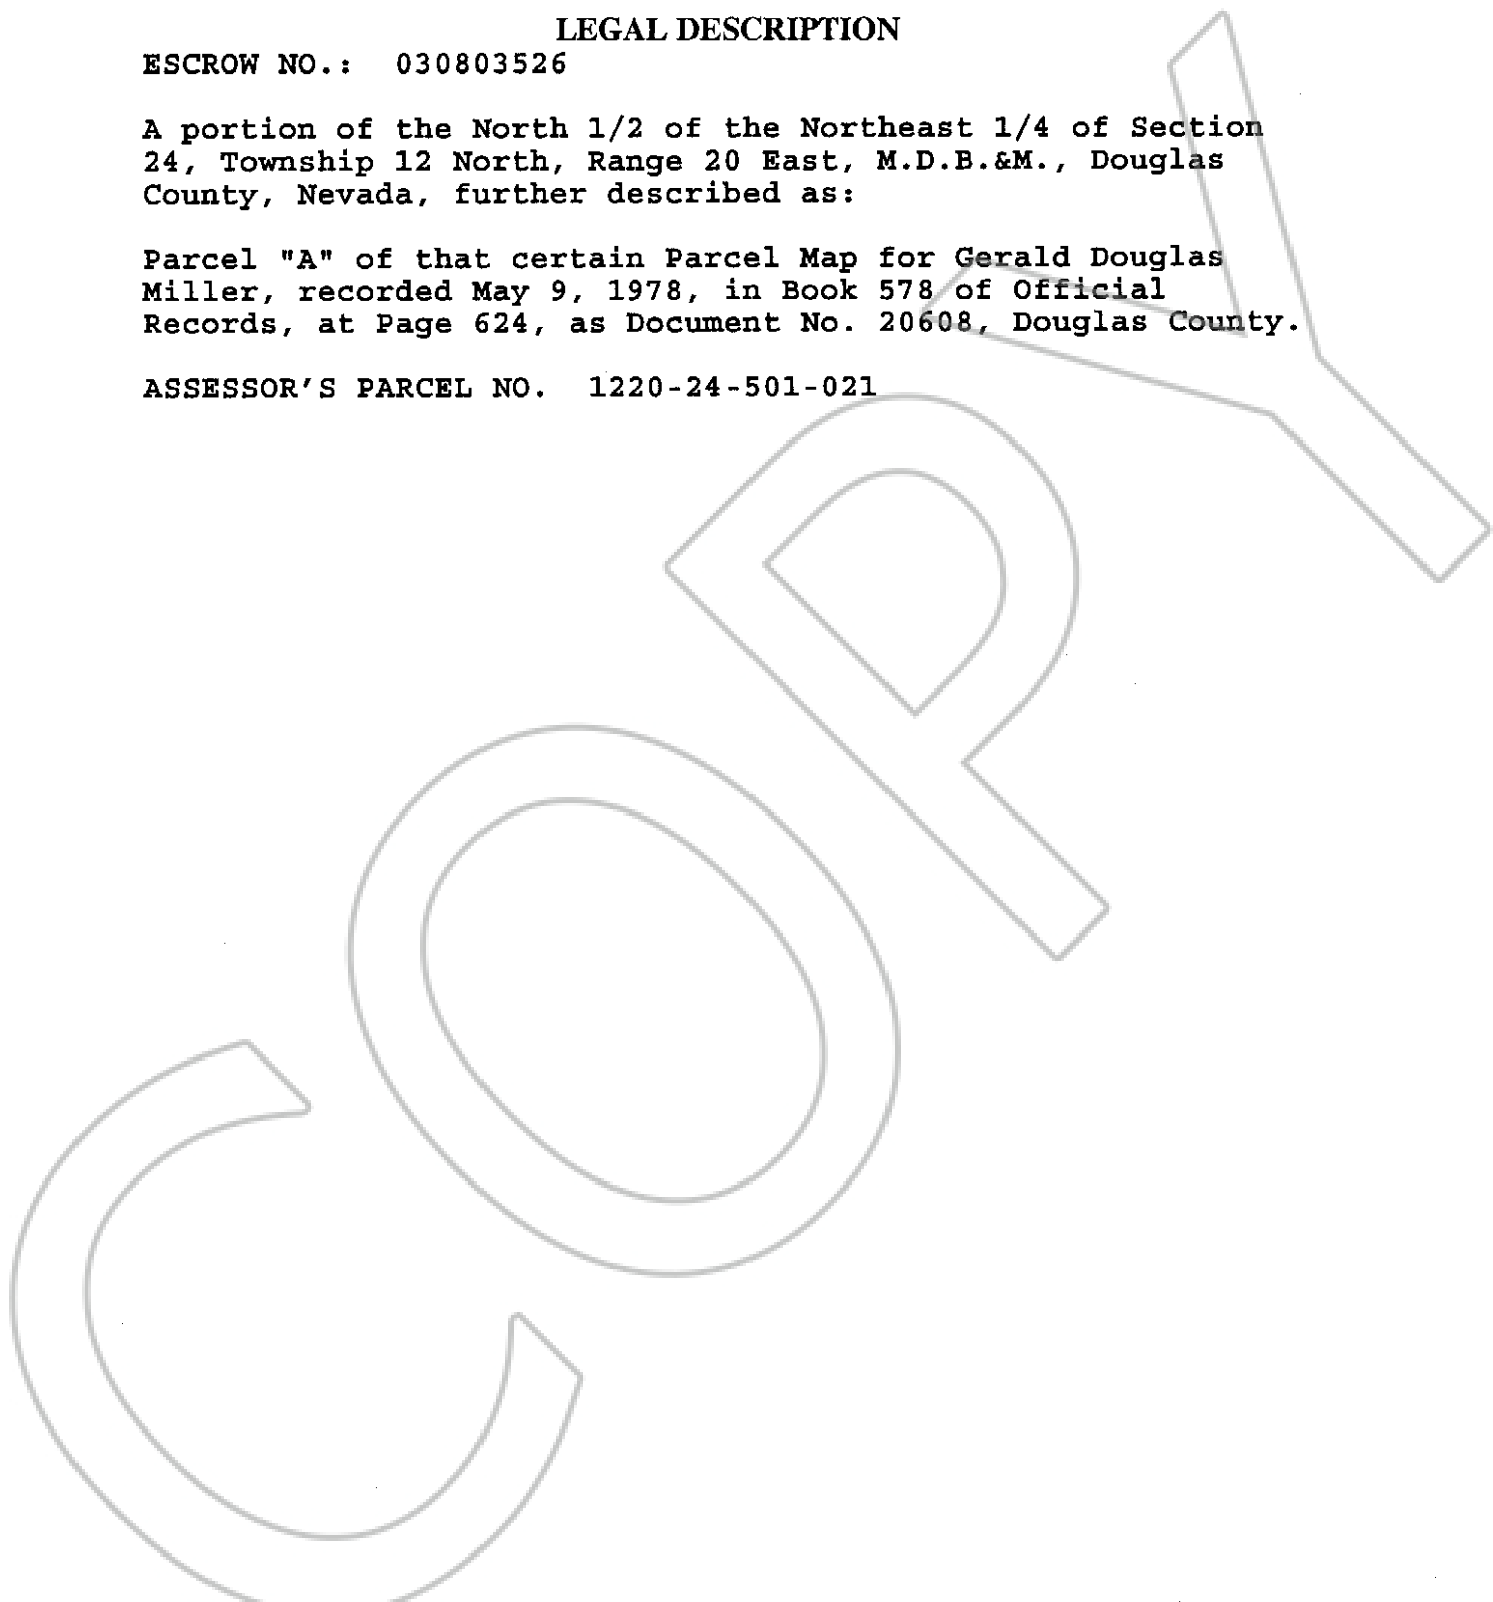 LEGAL DESCRIPTION
ESCROW NO.: 030803526
A portion of the North 1/2 of the Northeast 1/4 of Section
24, Township 12 North, Range 20 East, M.D.B.&M., Douglas
County, Nevada, further described as:
Parcel "A" of that certain Parcel Map for Gerald Douglas
Miller, recorded May 9, 1978, in Book 578 of Official
Records, at Page 624, as Document No. 20608, Douglas County.
ASSESSOR'S PARCEL NO. 1220-24-501-021
COPY